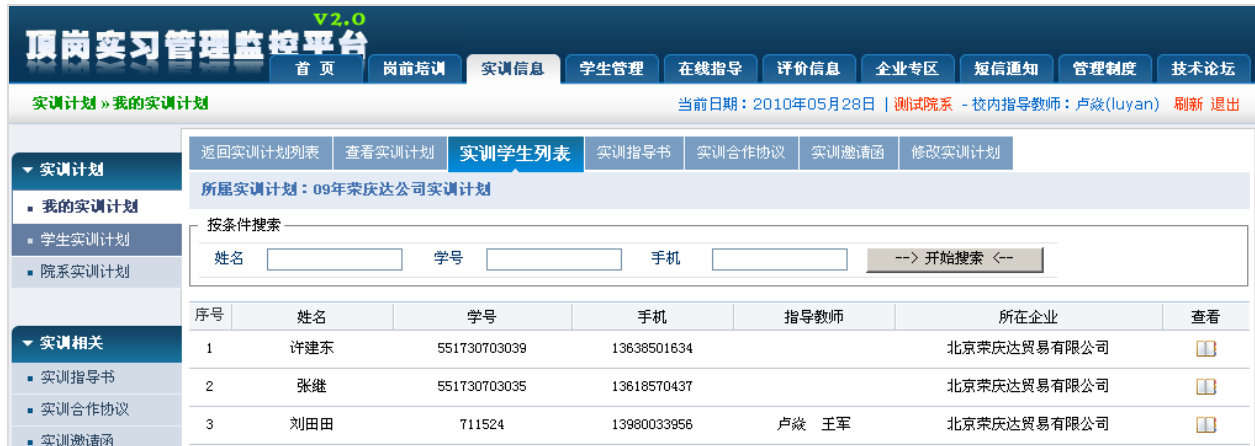 V2.0
顶岗实习管理监控平台
首 页 岗前培训 实训信息 学生管理 在线指导 评价信息 企业专区 短信通知 管理制度 技术论坛
实训计划 » 我的实训计划 当前日期：2010年05月28日 | 测试院系 - 校内指导教师：卢焱(luyan) 刷新 退出
返回实训计划列表 查看实训计划 实训学生列表 实训指导书 实训合作协议 实训邀请函 修改实训计划
实训计划
所属实训计划：09年荣庆达公司实训计划
我的实训计划
学生实训计划
院系实训计划
按条件搜索
姓名 学号 手机 --> 开始搜索 <--
序号 姓名 学号 手机 指导教师 所在企业 查看
1 许建东 551730703039 13638501634 北京荣庆达贸易有限公司
2 张继 551730703035 13618570437 北京荣庆达贸易有限公司
3 刘田田 711524 13980033956 卢焱 王军 北京荣庆达贸易有限公司
实训相关
实训指导书
实训合作协议
实训邀请函